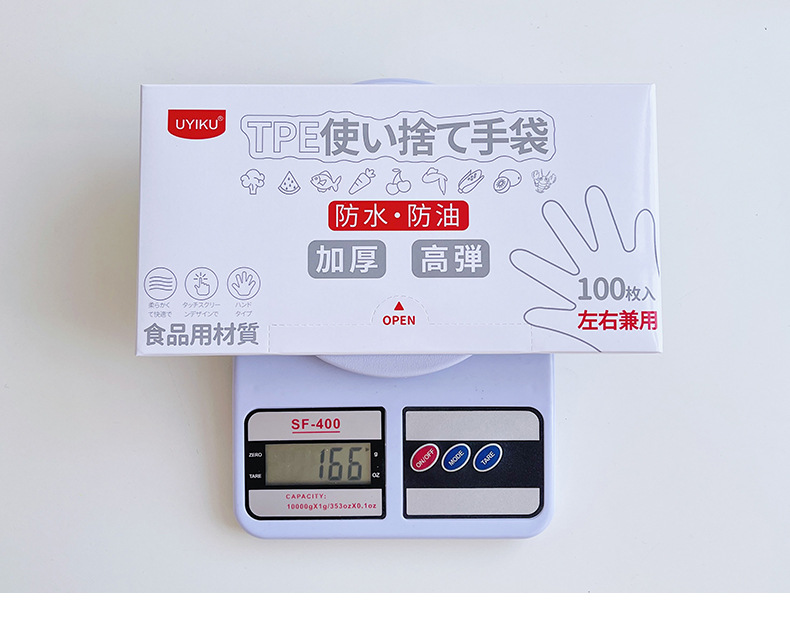 UYIKU®
TPE使い捨て手袋
防水・防油
加厚 高弾
柔らかく
て快適で
タッチスクリー
ンデザインで
ハンド
タイプ
食品用材質
OPEN
100枚入
左右兼用
SF-400
ZERO
TARE
166
g
OZ
CAPACITY:
10000gX1g/353ozX0.1oz
ON/OFF
MODE
TARE